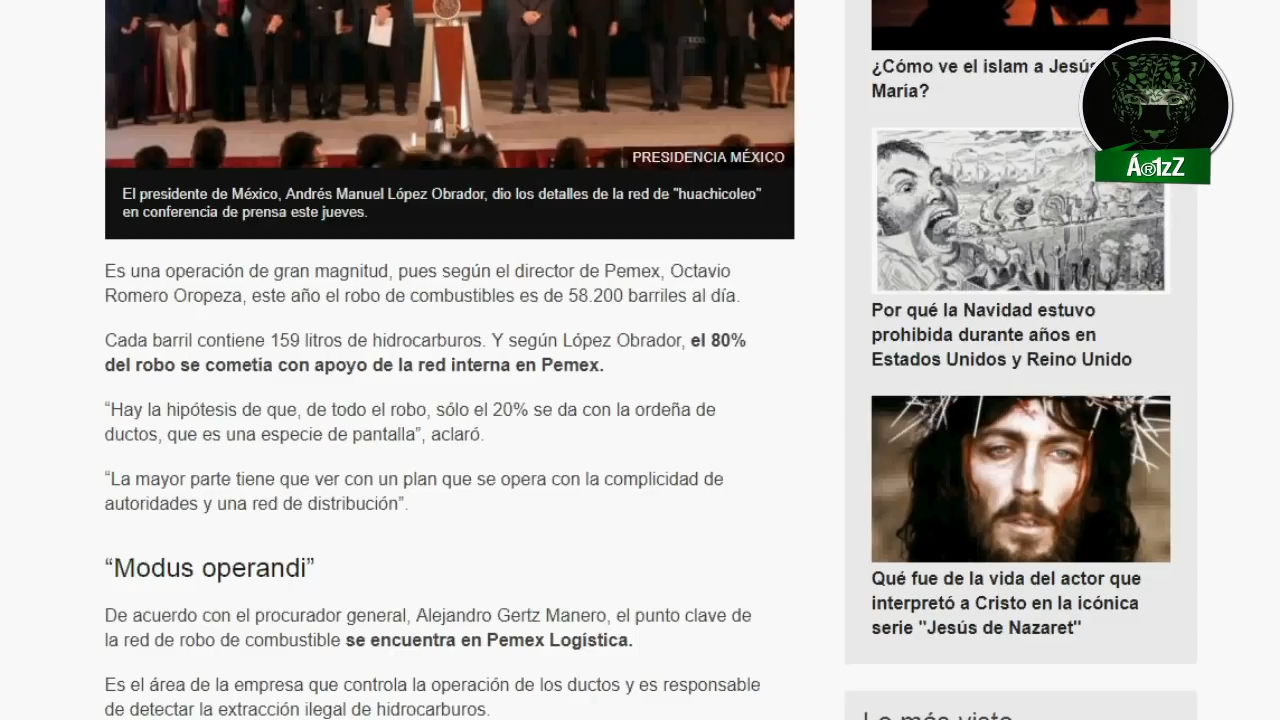 PRESIDENCIA MÉXICO
El presidente de México, Andrés Manuel López Obrador, dio los detalles de la red de "huachicoleo"
en conferencia de prensa este jueves.
Es una operación de gran magnitud, pues según el director de Pemex, Octavio
Romero Oropeza, este año el robo de combustibles es de 58.200 barriles al día.
Cada barril contiene 159 litros de hidrocarburos. Y según López Obrador, el 80%
del robo se cometía con apoyo de la red interna en Pemex.
“Hay la hipótesis de que, de todo el robo, sólo el 20% se da con la ordeña de
ductos, que es una especie de pantalla”, aclaró.
“La mayor parte tiene que ver con un plan que se opera con la complicidad de
autoridades y una red de distribución”.
“Modus operandi”
De acuerdo con el procurador general, Alejandro Gertz Manero, el punto clave de
la red de robo de combustible se encuentra en Pemex Logística.
Es el área de la empresa que controla la operación de los ductos y es responsable
de detectar la extracción ilegal de hidrocarburos.
¿Cómo ve el islam a Jesús
María?
Á®1zZ
Por qué la Navidad estuvo
prohibida durante años en
Estados Unidos y Reino Unido
Qué fue de la vida del actor que
interpretó a Cristo en la icónica
serie "Jesús de Nazaret"
Lo más visto